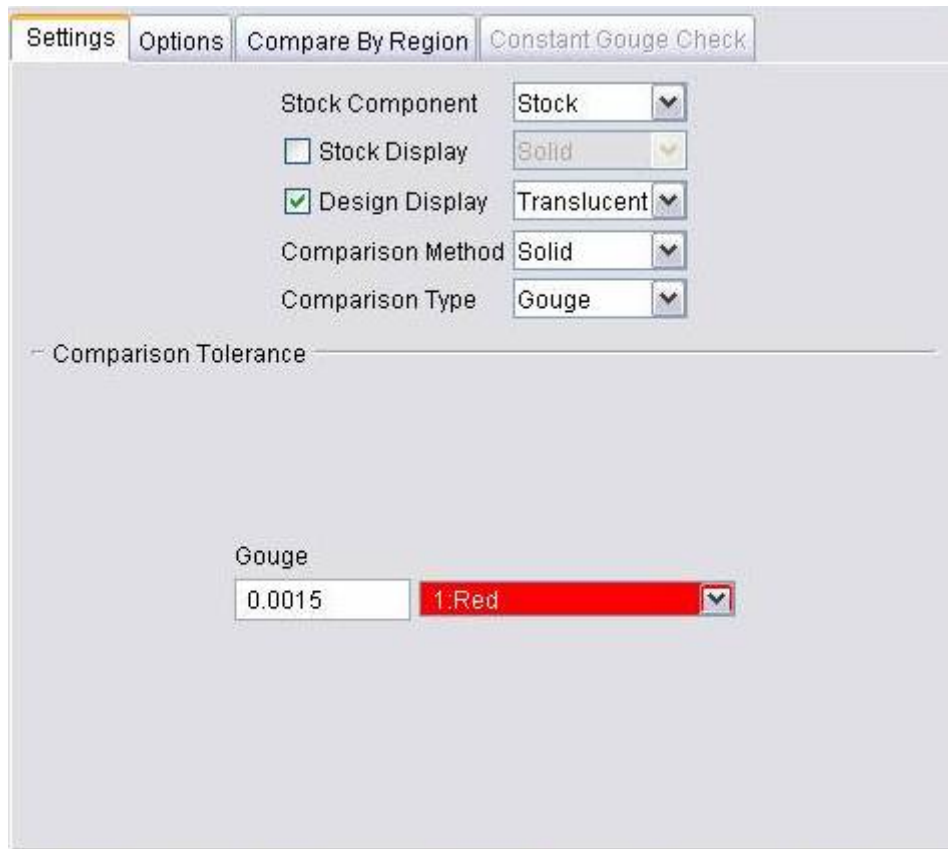 Settings Options Compare By Region Constant Gouge Check
Stock Component Stock
Stock Display Solid
Design Display Translucent
Comparison Method Solid
Comparison Type Gouge
Comparison Tolerance
Gouge
0.0015 1:Red